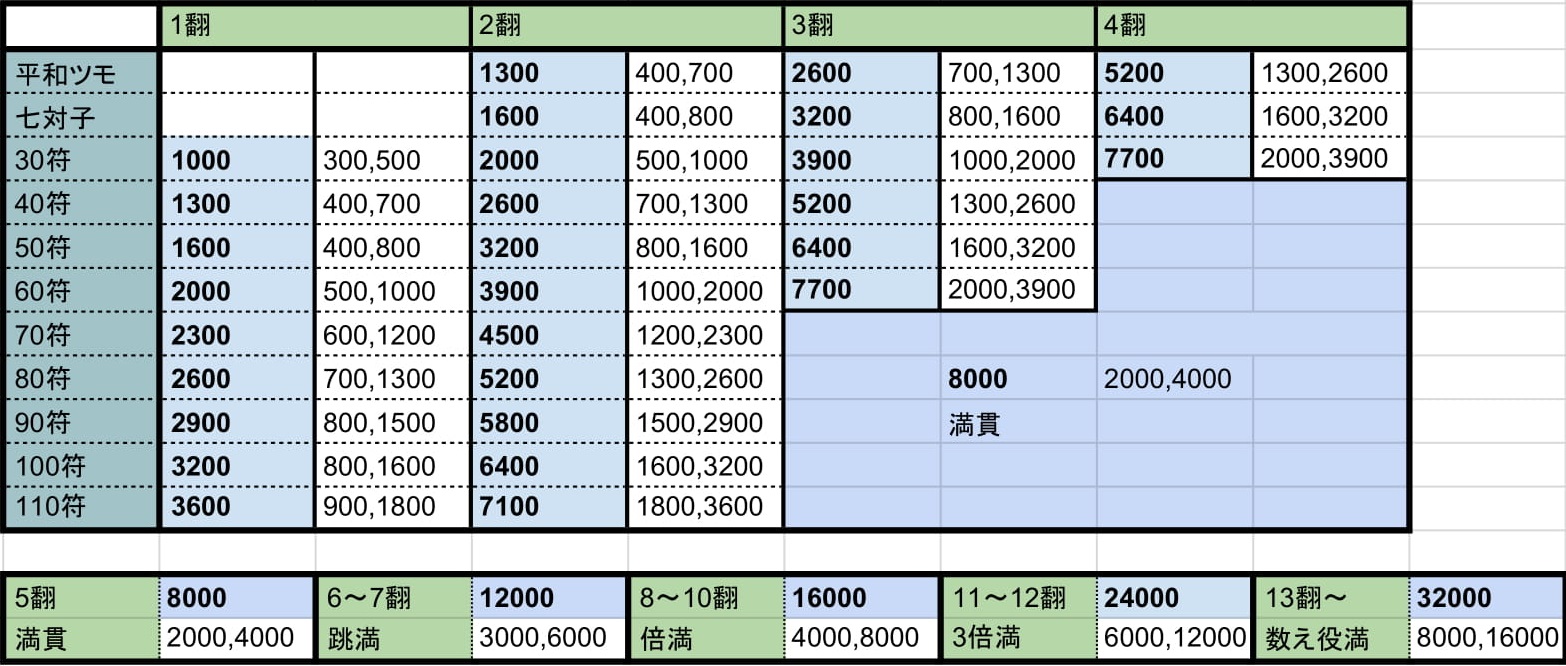 1翻 2翻 3翻 4翻
平和ツモ 1300 400,700 2600 700,1300 5200 1300,2600
七対子 1600 400,800 3200 800,1600 6400 1600,3200
30符 1000 300,500 2000 500,1000 3900 1000,2000 7700 2000,3900
40符 1300 400,700 2600 700,1300 5200 1300,2600
50符 1600 400,800 3200 800,1600 6400 1600,3200
60符 2000 500,1000 3900 1000,2000 7700 2000,3900
70符 2300 600,1200 4500 1200,2300
80符 2600 700,1300 5200 1300,2600 8000 2000,4000
90符 2900 800,1500 5800 1500,2900 満貫
100符 3200 800,1600 6400 1600,3200
110符 3600 900,1800 7100 1800,3600
5翻 8000 6〜7翻 12000 8〜10翻 16000 11〜12翻 24000 13翻〜 32000
満貫 2000,4000 跳満 3000,6000 倍満 4000,8000 3倍満 6000,12000 数え役満 8000,16000